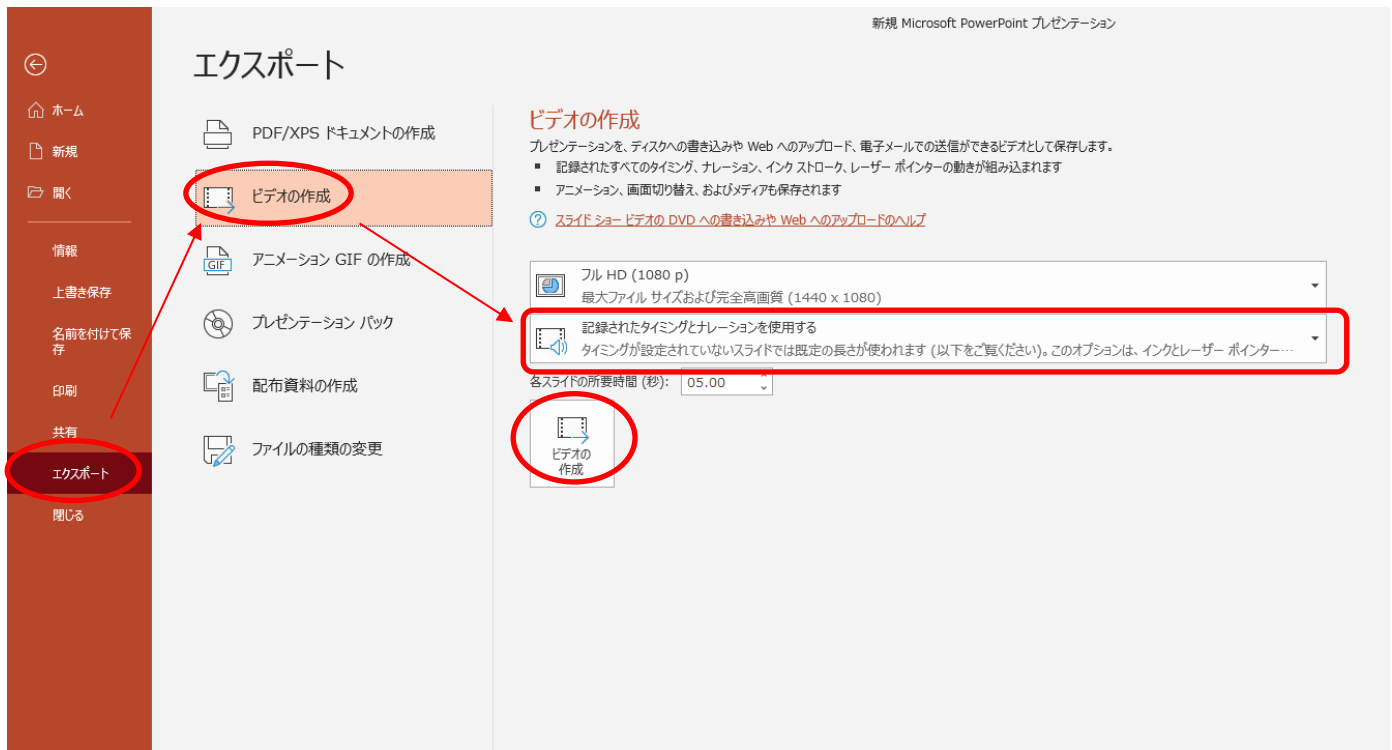 新規 Microsoft PowerPoint プレゼンテーション
エクスポート
ホーム
新規
開く
情報
上書き保存
名前を付けて保
存
印刷
共有
エクスポート
閉じる
PDF/XPS ドキュメントの作成
ビデオの作成
アニメーション GIF の作成
GIF
プレゼンテーション パック
配布資料の作成
ファイルの種類の変更
ビデオの作成
プレゼンテーションを、ディスクへの書き込みや Web へのアップロード、電子メールでの送信ができるビデオとして保存します。
■ 記録されたすべてのタイミング、ナレーション、インク ストローク、レーザー ポインターの動きが組み込まれます
■ アニメーション、画面切り替え、およびメディアも保存されます
? スライド ショー ビデオの DVD への書き込みや Web へのアップロードのヘルプ
フル HD (1080 p)
最大ファイル サイズおよび完全高画質 (1440 x 1080)
記録されたタイミングとナレーションを使用する
タイミングが設定されていないスライドでは既定の長さが使われます (以下をご覧ください)。このオプションは、インクとレーザー ポインター…
各スライドの所要時間 (秒): 05.00
ビデオの
作成